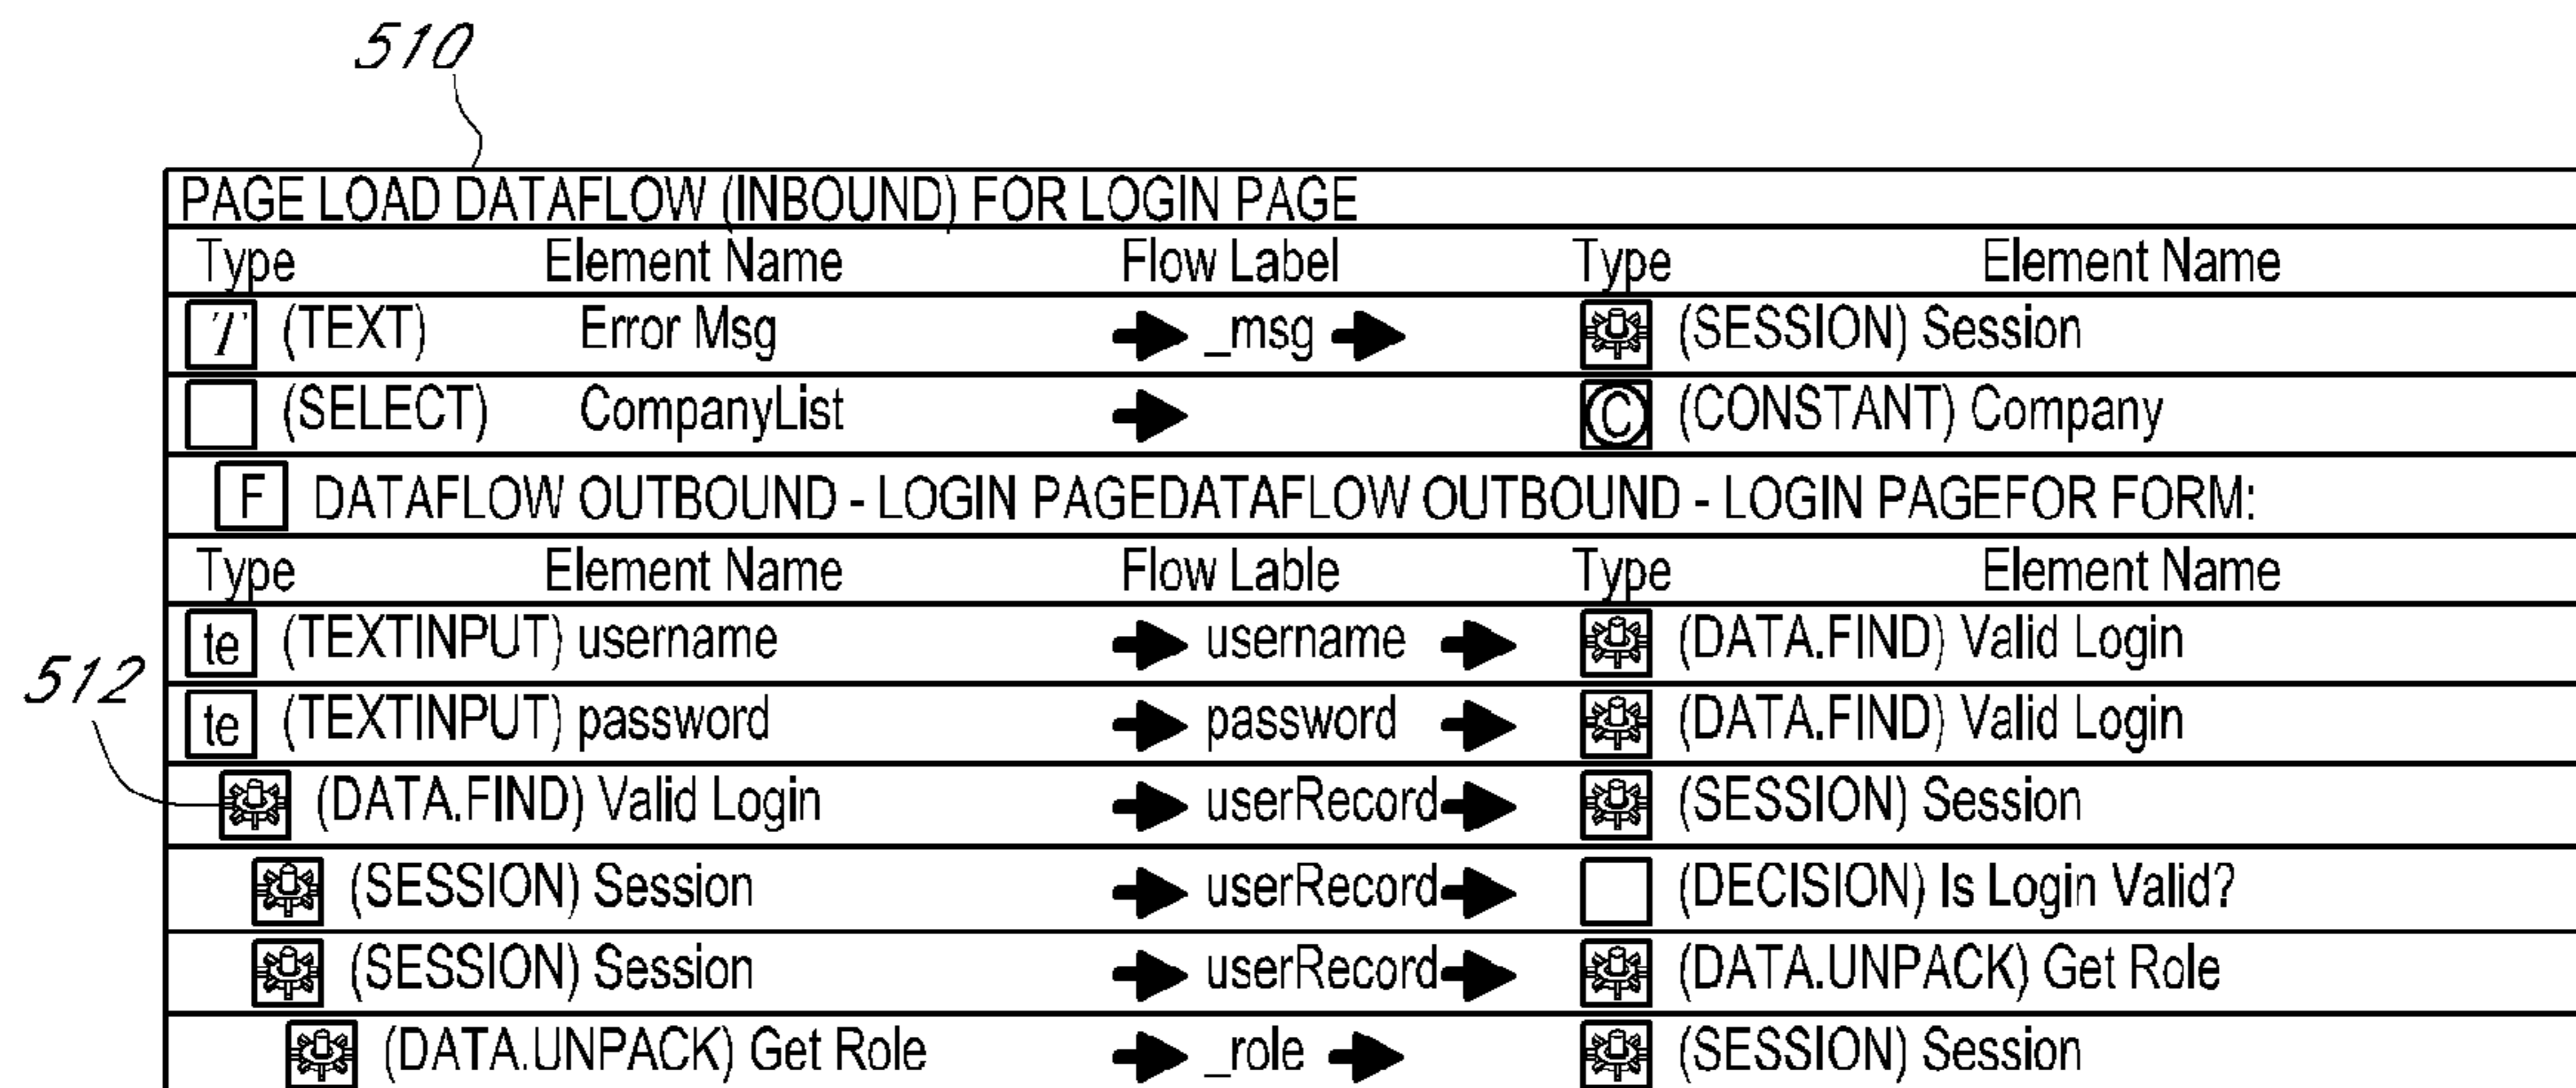 510
PAGE LOAD DATAFLOW (INBOUND) FOR LOGIN PAGE
Type Element Name Flow Label Type Element Name
T (TEXT) Error Msg _msg (SESSION) Session
(SELECT) CompanyList C (CONSTANT) Company
F DATAFLOW OUTBOUND - LOGIN PAGEDATAFLOW OUTBOUND - LOGIN PAGEFOR FORM:
Type Element Name Flow Lable Type Element Name
te (TEXTINPUT) username username (DATA.FIND) Valid Login
512
te (TEXTINPUT) password password (DATA.FIND) Valid Login
(DATA.FIND) Valid Login userRecord (SESSION) Session
(SESSION) Session userRecord (DECISION) Is Login Valid?
(SESSION) Session userRecord (DATA.UNPACK) Get Role
(DATA.UNPACK) Get Role _role (SESSION) Session